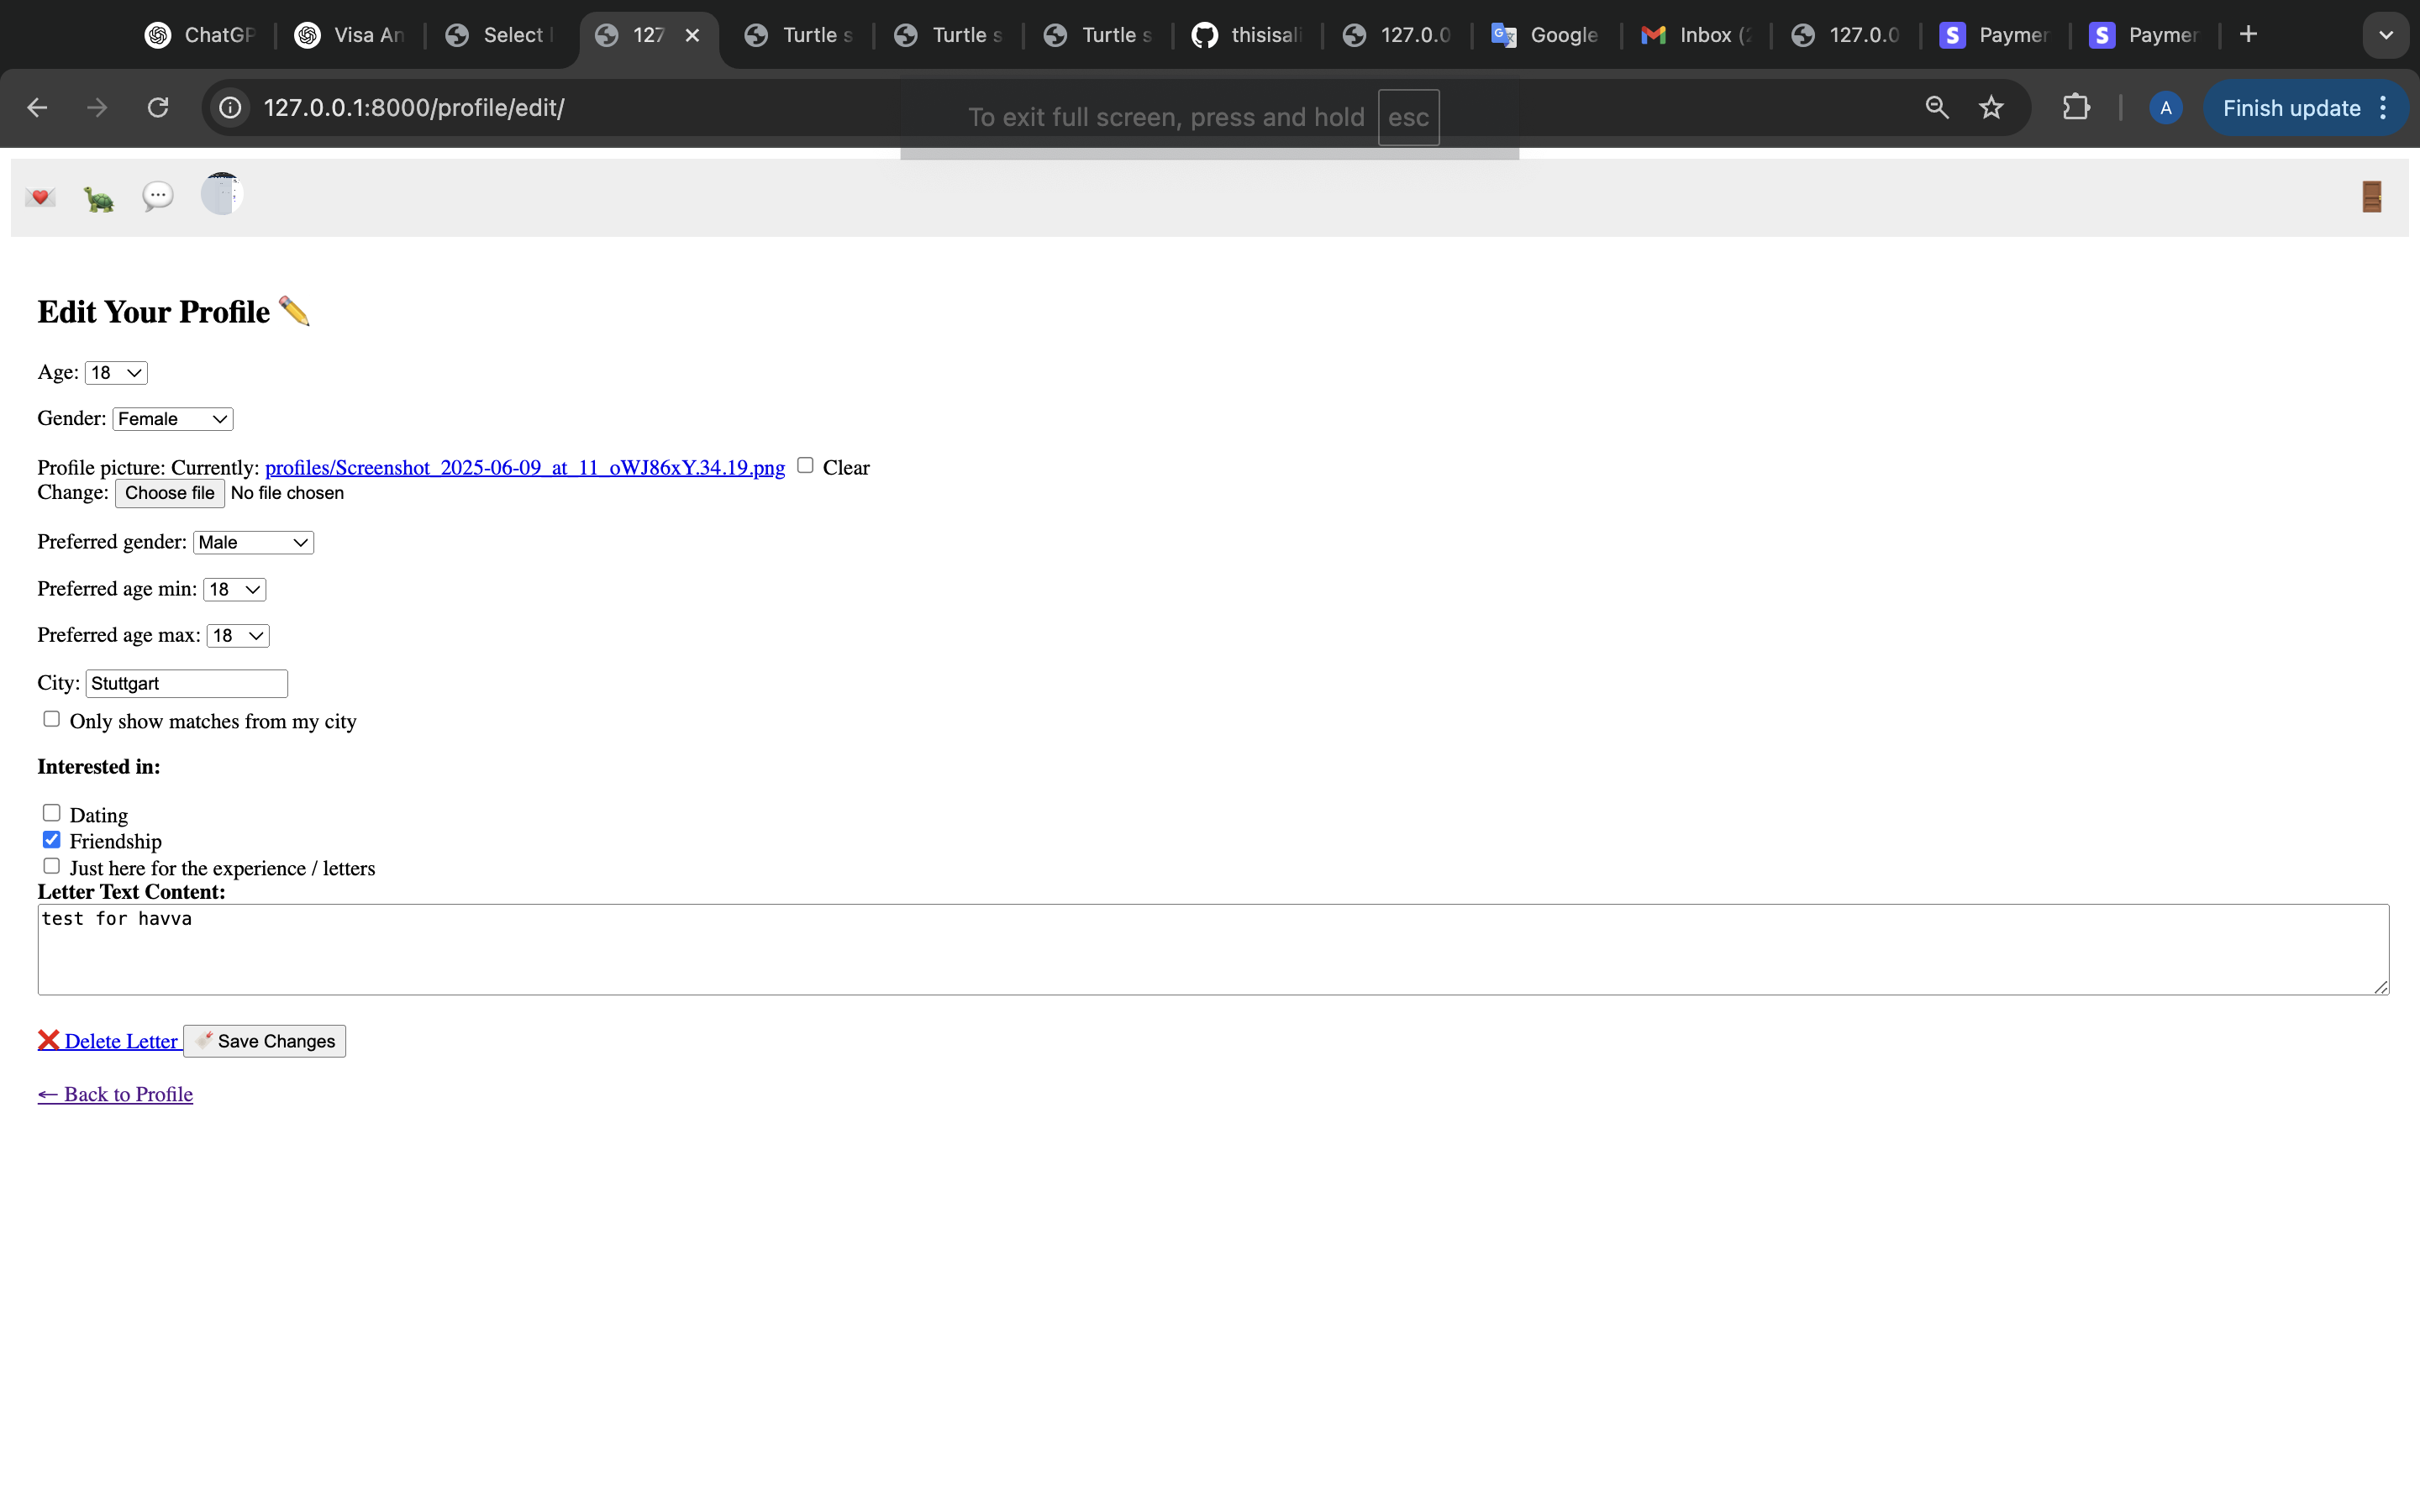 ChatGP Visa An Select 127 Turtle s Turtle s Turtle s thisisali 127.0.0 Google Inbox ( 127.0.0 Paymer Paymer
127.0.0.1:8000/profile/edit/ To exit full screen, press and hold esc A Finish update
Edit Your Profile
Age: 18
Gender: Female
Profile picture: Currently: profiles/Screenshot_2025-06-09_at_11_oWJ86xY.34.19.png Clear
Change: Choose file No file chosen
Preferred gender: Male
Preferred age min: 18
Preferred age max: 18
City: Stuttgart
Only show matches from my city
Interested in:
Dating
Friendship
Just here for the experience / letters
Letter Text Content:
test for havva
❌ Delete Letter Save Changes
← Back to Profile